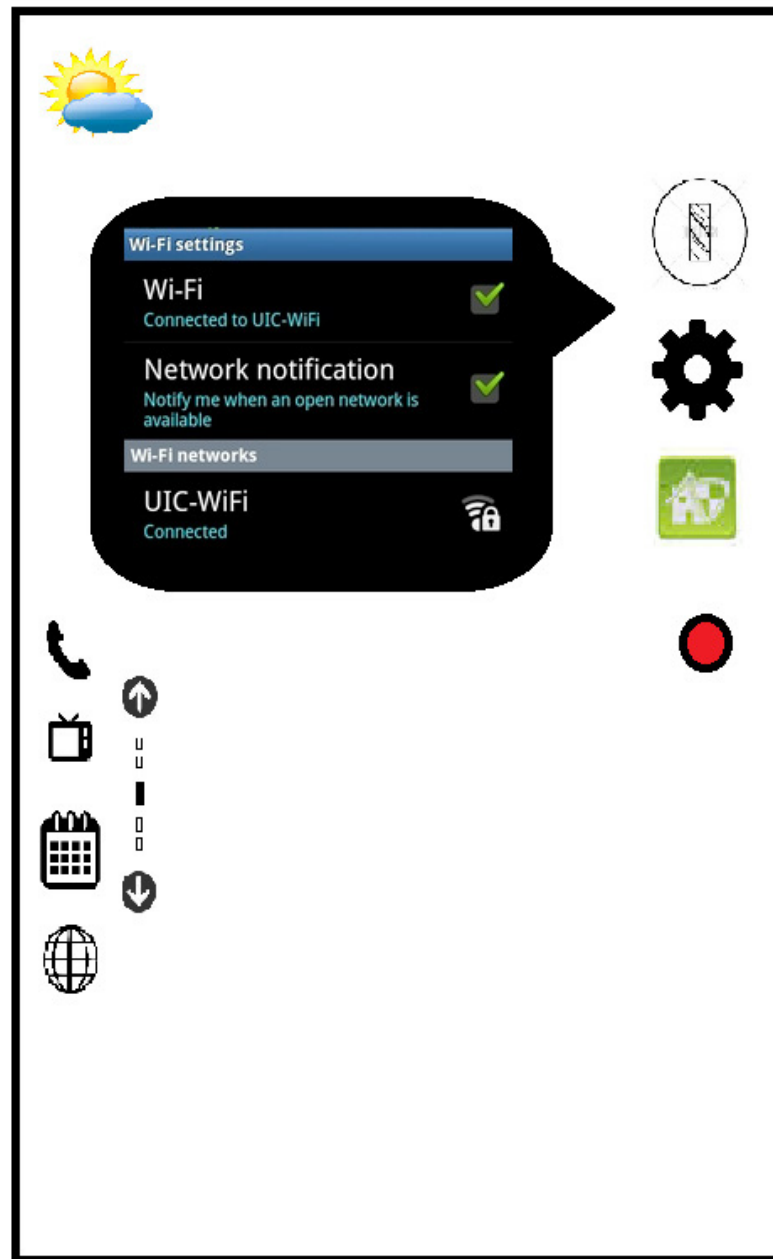 Wi-Fi settings
Wi-Fi
Connected to UIC-WiFi
Network notification
Notify me when an open network is
available
Wi-Fi networks
UIC-WiFi
Connected